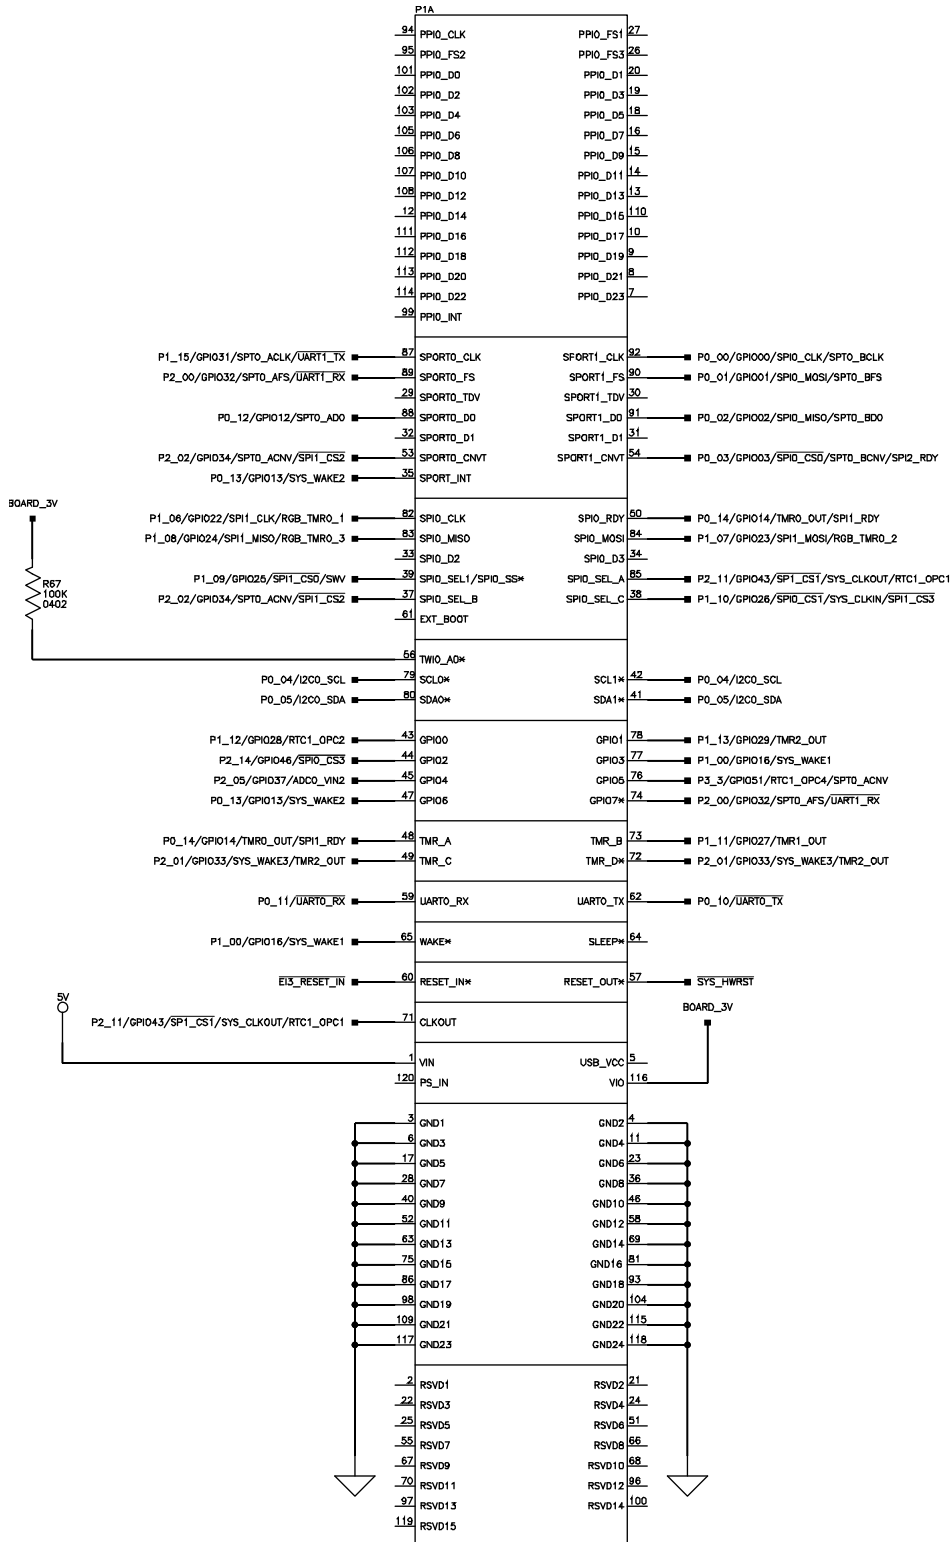 P1A
94 PPI0_CLK PPI0_FS1 27
95 PPI0_FS2 PPI0_FS3 26
101 PPI0_D0 PPI0_D1 20
102 PPI0_D2 PPI0_D3 19
103 PPI0_D4 PPI0_D5 18
105 PPI0_D6 PPI0_D7 16
106 PPI0_D8 PPI0_D9 15
107 PPI0_D10 PPI0_D11 14
108 PPI0_D12 PPI0_D13 13
12 PPI0_D14 PPI0_D15 110
111 PPI0_D16 PPI0_D17 10
112 PPI0_D18 PPI0_D19 9
113 PPI0_D20 PPI0_D21 8
114 PPI0_D22 PPI0_D23 7
99 PPI0_INT
P1_15/GPIO31/SPT0_ACLK/UART1_TX 87 SPORT0_CLK SPORT1_CLK 92 P0_00/GPIO00/SPI0_CLK/SPT0_BCLK
P2_00/GPIO32/SPT0_AFS/UART1_RX 89 SPORT0_FS SPORT1_FS 90 P0_01/GPIO01/SPI0_MOSI/SPT0_BFS
29 SPORT0_TDV SPORT1_TDV 30
P0_12/GPIO12/SPT0_AD0 88 SPORT0_D0 SPORT1_D0 91 P0_02/GPIO02/SPI0_MISO/SPT0_BD0
32 SPORT0_D1 SPORT1_D1 31
P2_02/GPIO34/SPT0_ACNV/SPI1_CS2 53 SPORT0_CNVT SPORT1_CNVT 54 P0_03/GPIO03/SPI0_CS0/SPT0_BCNV/SPI2_RDY
P0_13/GPIO13/SYS_WAKE2 35 SPORT_INT
BOARD_3V
P1_06/GPIO22/SPI1_CLK/RGB_TMR0_1 82 SPI0_CLK SPI0_RDY 50 P0_14/GPIO14/TMR0_OUT/SPI1_RDY
P1_08/GPIO24/SPI1_MISO/RGB_TMR0_3 83 SPI0_MISO SPI0_MOSI 84 P1_07/GPIO23/SPI1_MOSI/RGB_TMR0_2
33 SPI0_D2 SPI0_D3 34
P1_09/GPIO25/SPI1_CS0/SWV 39 SPI0_SEL1/SPI0_SS* SPI0_SEL_A 85 P2_11/GPIO43/SP1_CS1/SYS_CLKOUT/RTC1_OPC1
R67
100K
0402
P2_02/GPIO34/SPT0_ACNV/SPI1_CS2 37 SPI0_SEL_B SPI0_SEL_C 38 P1_10/GPIO26/SPI0_CS1/SYS_CLKIN/SPI1_CS3
61 EXT_BOOT
56 TWI0_A0*
P0_04/I2C0_SCL 79 SCL0* SCL1* 42 P0_04/I2C0_SCL
P0_05/I2C0_SDA 80 SDA0* SDA1* 41 P0_05/I2C0_SDA
P1_12/GPIO28/RTC1_OPC2 43 GPIO0 GPIO1 78 P1_13/GPIO29/TMR2_OUT
P2_14/GPIO46/SPI0_CS3 44 GPIO2 GPIO3 77 P1_00/GPIO16/SYS_WAKE1
P2_05/GPIO37/ADC0_VIN2 45 GPIO4 GPIO5 76 P3_3/GPIO51/RTC1_OPC4/SPT0_ACNV
P0_13/GPIO13/SYS_WAKE2 47 GPIO6 GPIO7* 74 P2_00/GPIO32/SPT0_AFS/UART1_RX
P0_14/GPIO14/TMR0_OUT/SPI1_RDY 48 TMR_A TMR_B 73 P1_11/GPIO27/TMR1_OUT
P2_01/GPIO33/SYS_WAKE3/TMR2_OUT 49 TMR_C TMR_D* 72 P2_01/GPIO33/SYS_WAKE3/TMR2_OUT
P0_11/UART0_RX 59 UART0_RX UART0_TX 62 P0_10/UART0_TX
P1_00/GPIO16/SYS_WAKE1 65 WAKE* SLEEP* 64
EI3_RESET_IN 60 RESET_IN* RESET_OUT* 57 SYS_HWRST
5V
BOARD_3V
P2_11/GPIO43/SP1_CS1/SYS_CLKOUT/RTC1_OPC1 71 CLKOUT
1 VIN USB_VCC 5
120 PS_IN VIO 116
3 GND1 GND2 4
6 GND3 GND4 11
17 GND5 GND6 23
28 GND7 GND8 36
40 GND9 GND10 46
52 GND11 GND12 58
63 GND13 GND14 69
75 GND15 GND16 81
86 GND17 GND18 93
98 GND19 GND20 104
109 GND21 GND22 115
117 GND23 GND24 118
2 RSVD1 RSVD2 21
22 RSVD3 RSVD4 24
25 RSVD5 RSVD6 51
55 RSVD7 RSVD8 66
67 RSVD9 RSVD10 68
70 RSVD11 RSVD12 96
97 RSVD13 RSVD14 100
119 RSVD15